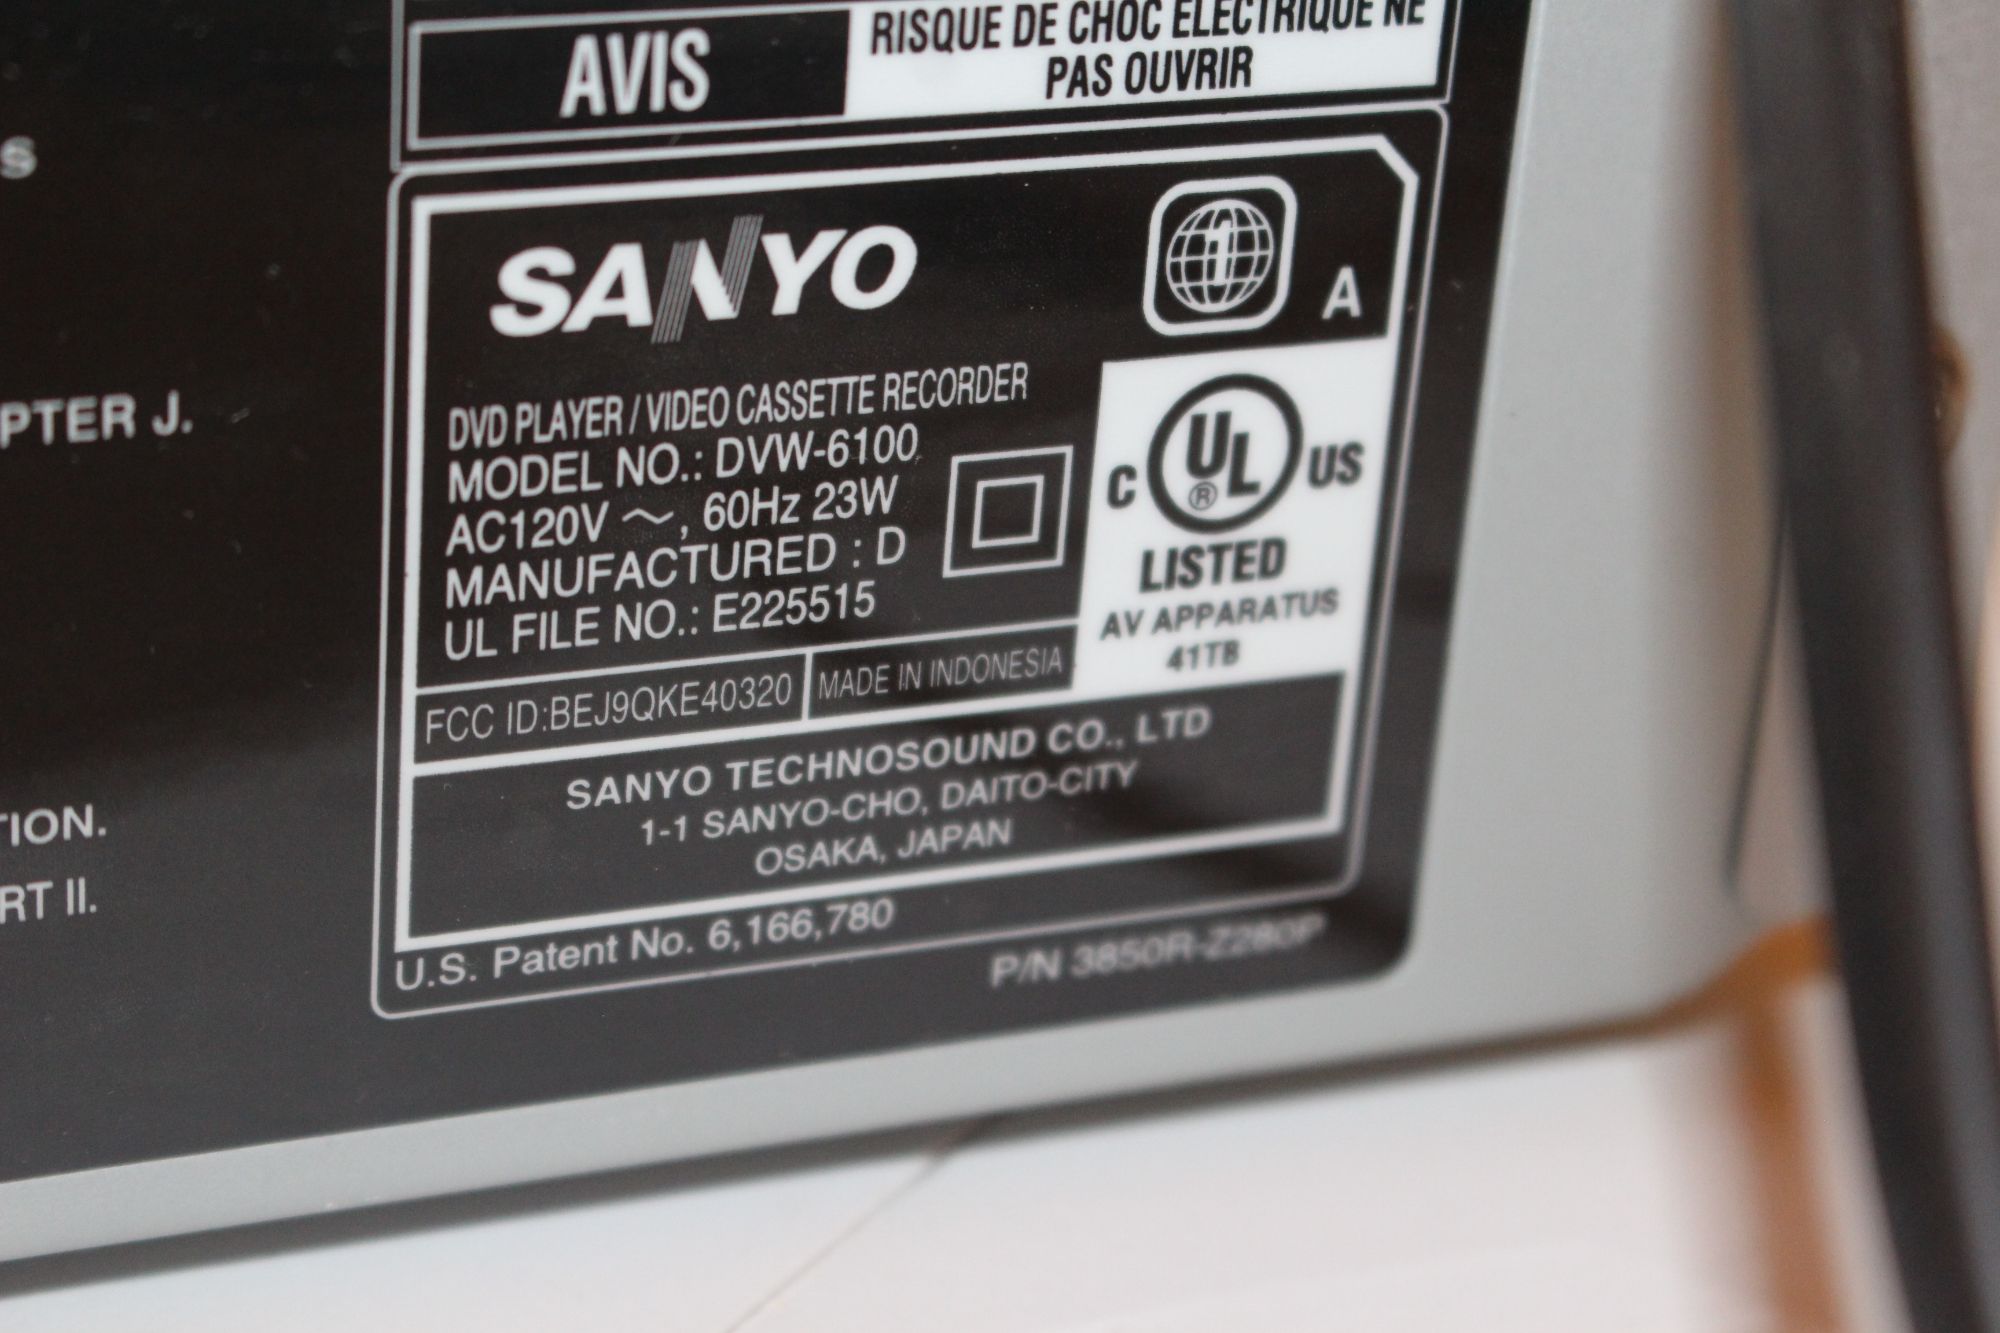 AVIS
RISQUE DE CHOC ELECTRIQUE NE
PAS OUVRIR
S
PTER J.
TION.
RT II.
SANYO
1
A
DVD PLAYER / VIDEO CASSETTE RECORDER
MODEL NO.: DVW-6100
AC120V ～, 60Hz 23W
MANUFACTURED : D
UL FILE NO.: E225515
C UL ® US
LISTED
AV APPARATUS
41TB
FCC ID:BEJ9QKE40320
MADE IN INDONESIA
SANYO TECHNOSOUND CO., LTD
1-1 SANYO-CHO, DAITO-CITY
OSAKA, JAPAN
U.S. Patent No. 6,166,780
P/N 3850R-Z280P